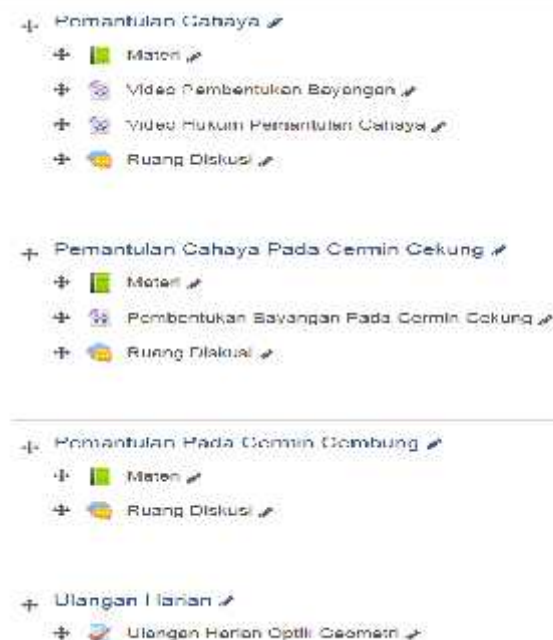 Pemantulan Cahaya
Materi
Video Pembentukan Bayangan
Video Hukum Pemantulan Cahaya
Ruang Diskusi
Pemantulan Cahaya Pada Cermin Cekung
Materi
Pembentukan Bayangan Pada Cermin Cekung
Ruang Diskusi
Pemantulan Pada Cermin Cembung
Materi
Ruang Diskusi
Ulangan Harian
Ulangan Harian Optik Geometri